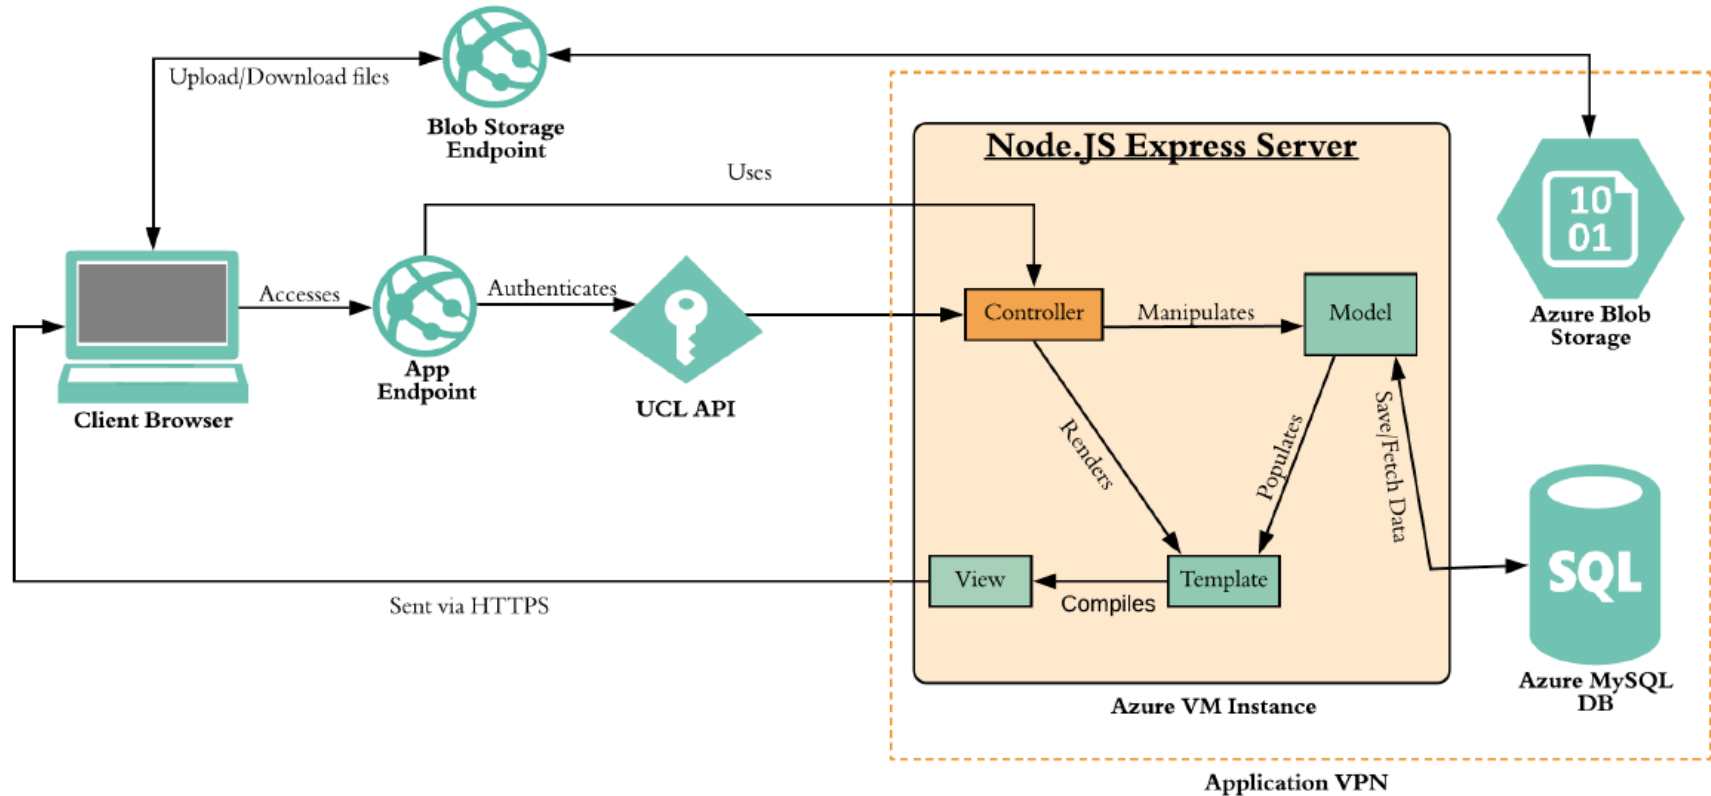 Upload/Download files
Blob Storage
Endpoint
Node.JS Express Server
Uses
10
01
Accesses
Authenticates
Controller
Manipulates
Model
Azure Blob
Storage
App
Endpoint
UCL API
Client Browser
Renders
Populates
Save/Fetch Data
View
Compiles
Template
SQL
Sent via HTTPS
Azure MySQL
DB
Azure VM Instance
Application VPN